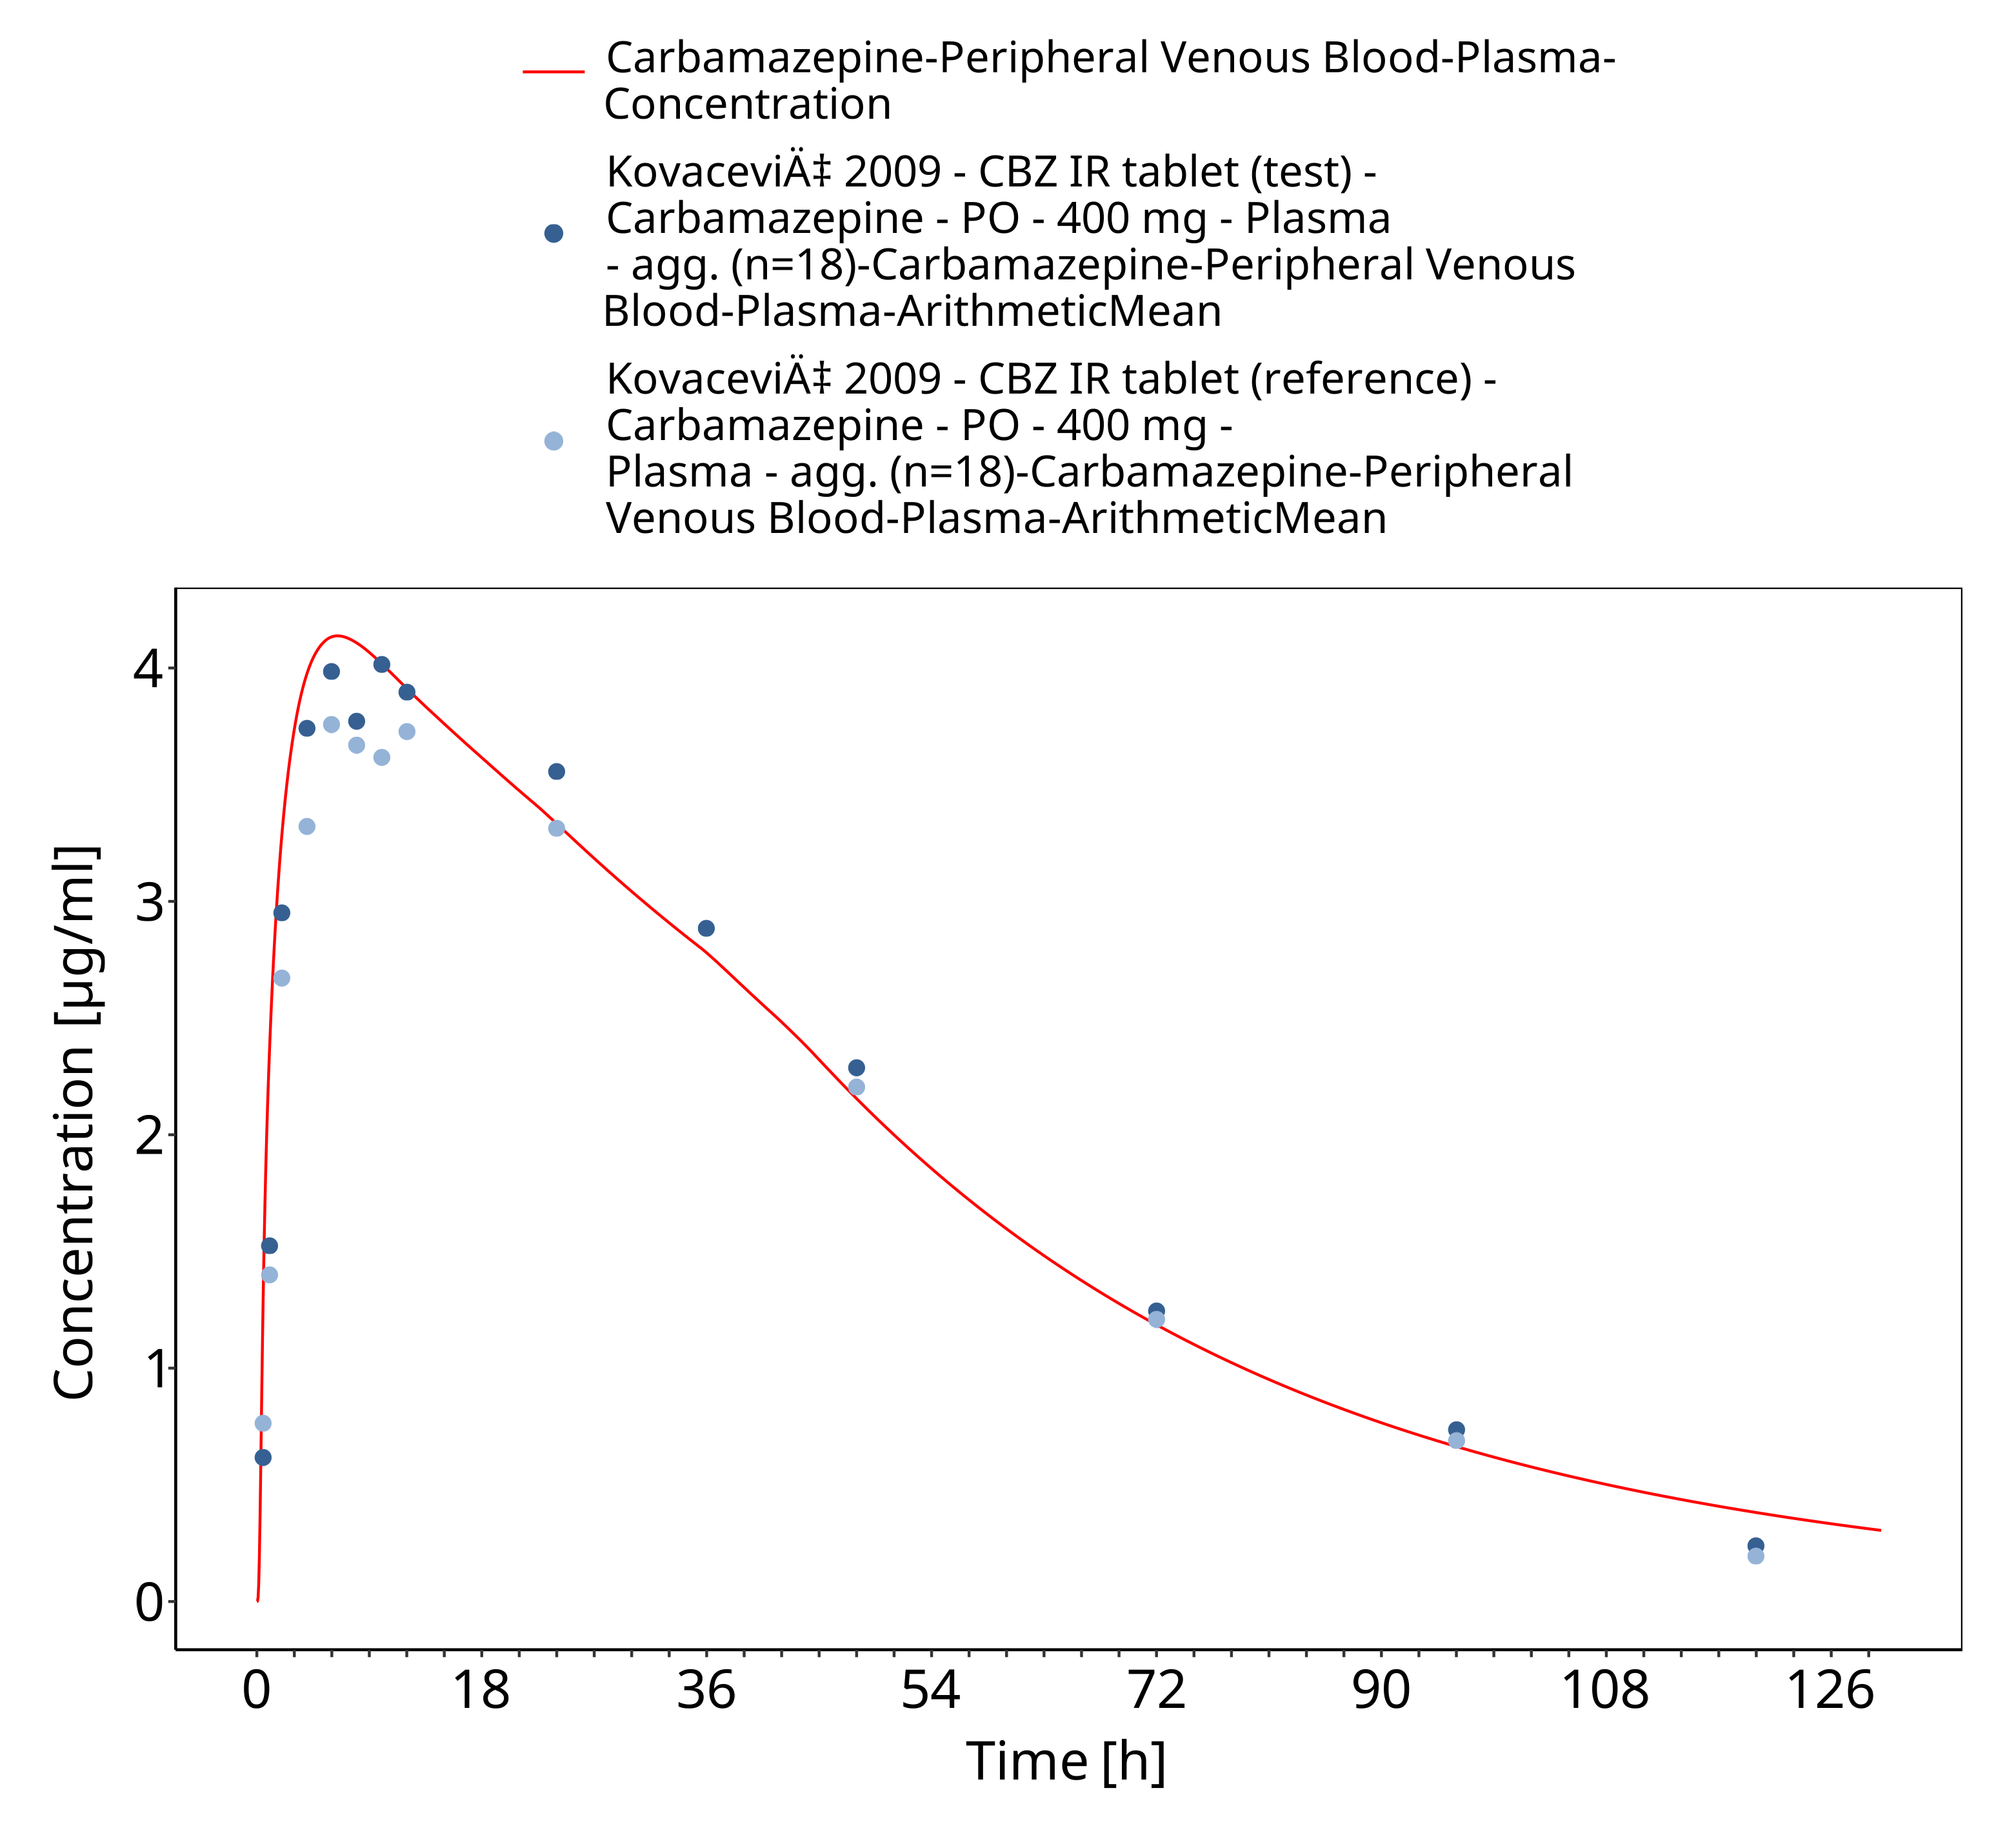 Carbamazepine-Peripheral Venous Blood-Plasma-
Concentration
KovaceviÄ‡ 2009 - CBZ IR tablet (test) -
Carbamazepine - PO - 400 mg - Plasma
- agg. (n=18)-Carbamazepine-Peripheral Venous
Blood-Plasma-ArithmeticMean
KovaceviÄ‡ 2009 - CBZ IR tablet (reference) -
Carbamazepine - PO - 400 mg -
Plasma - agg. (n=18)-Carbamazepine-Peripheral
Venous Blood-Plasma-ArithmeticMean
Concentration [µg/ml]
4
3
2
1
0
0 18 36 54 72 90 108 126
Time [h]